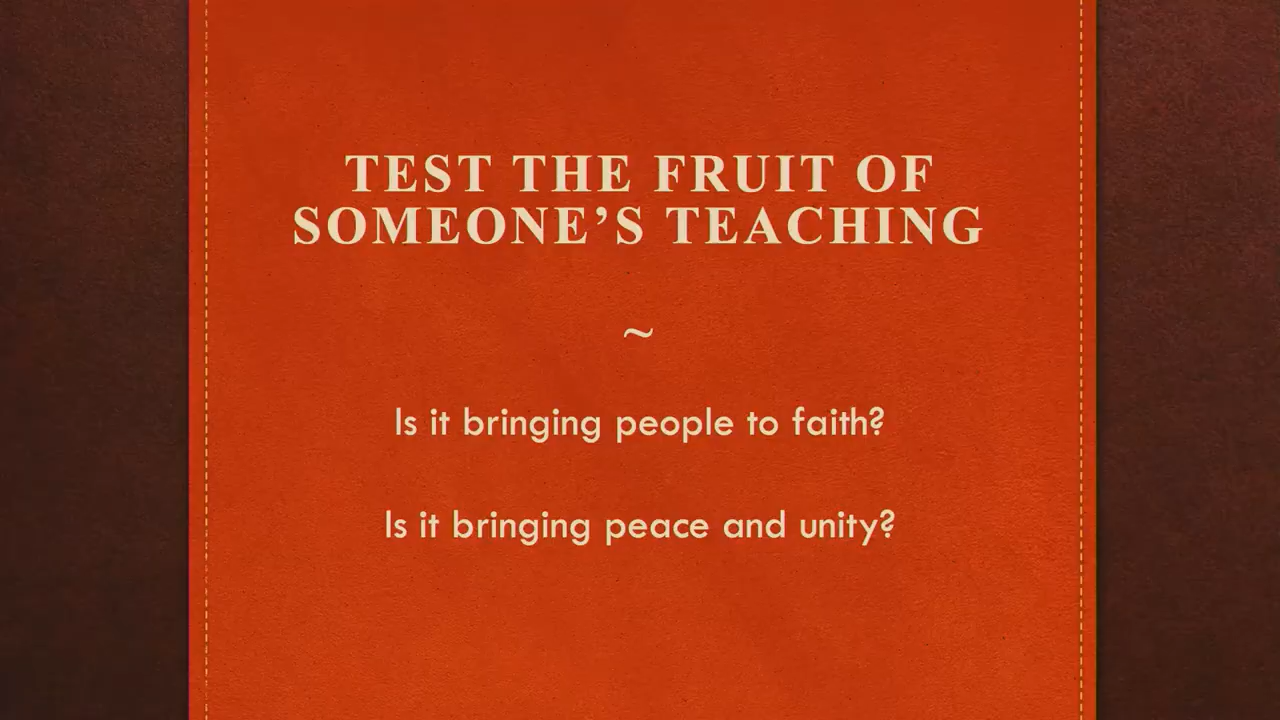 TEST THE FRUIT OF
SOMEONE’S TEACHING
~
Is it bringing people to faith?
Is it bringing peace and unity?